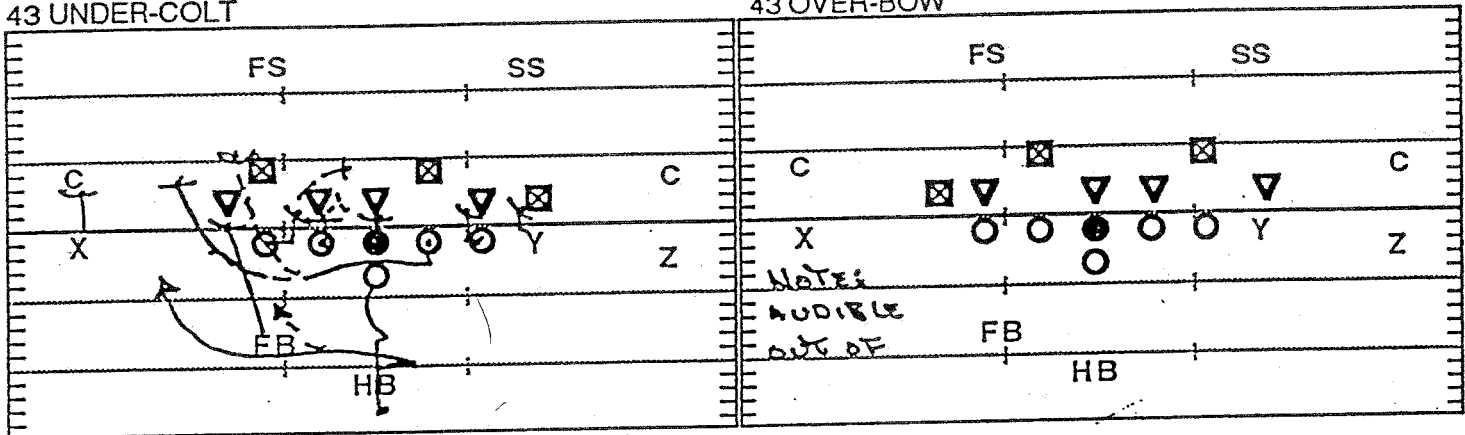 43 UNDER-COLT
FS SS
C C
X Y Z
FB
HB
43 OVER-BOW
FS SS
C C
X Y Z
NOTE:
AUDIBLE
OUT OF
FB
HB